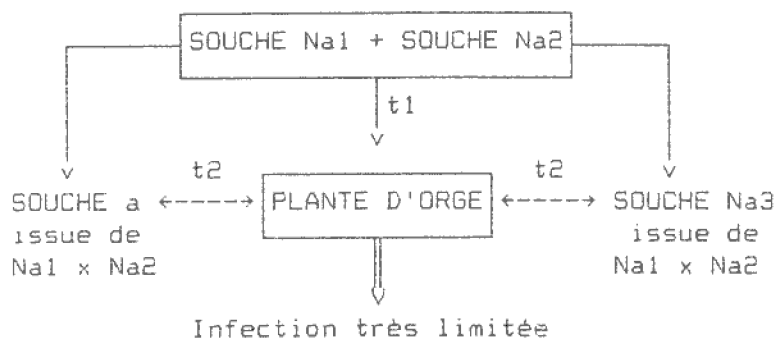 SOUCHE Na1 + SOUCHE Na2
t1
t2
t2
SOUCHE a
issue de
Na1 x Na2
PLANTE D'ORGE
SOUCHE Na3
issue de
Na1 x Na2
Infection très limitée